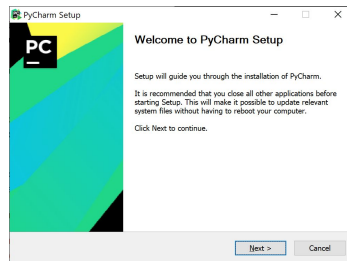 PyCharm Setup
PC
Welcome to PyCharm Setup
Setup will guide you through the installation of PyCharm.
It is recommended that you close all other applications before
starting Setup. This will make it possible to update relevant
system files without having to reboot your computer.
Click Next to continue.
Next >
Cancel